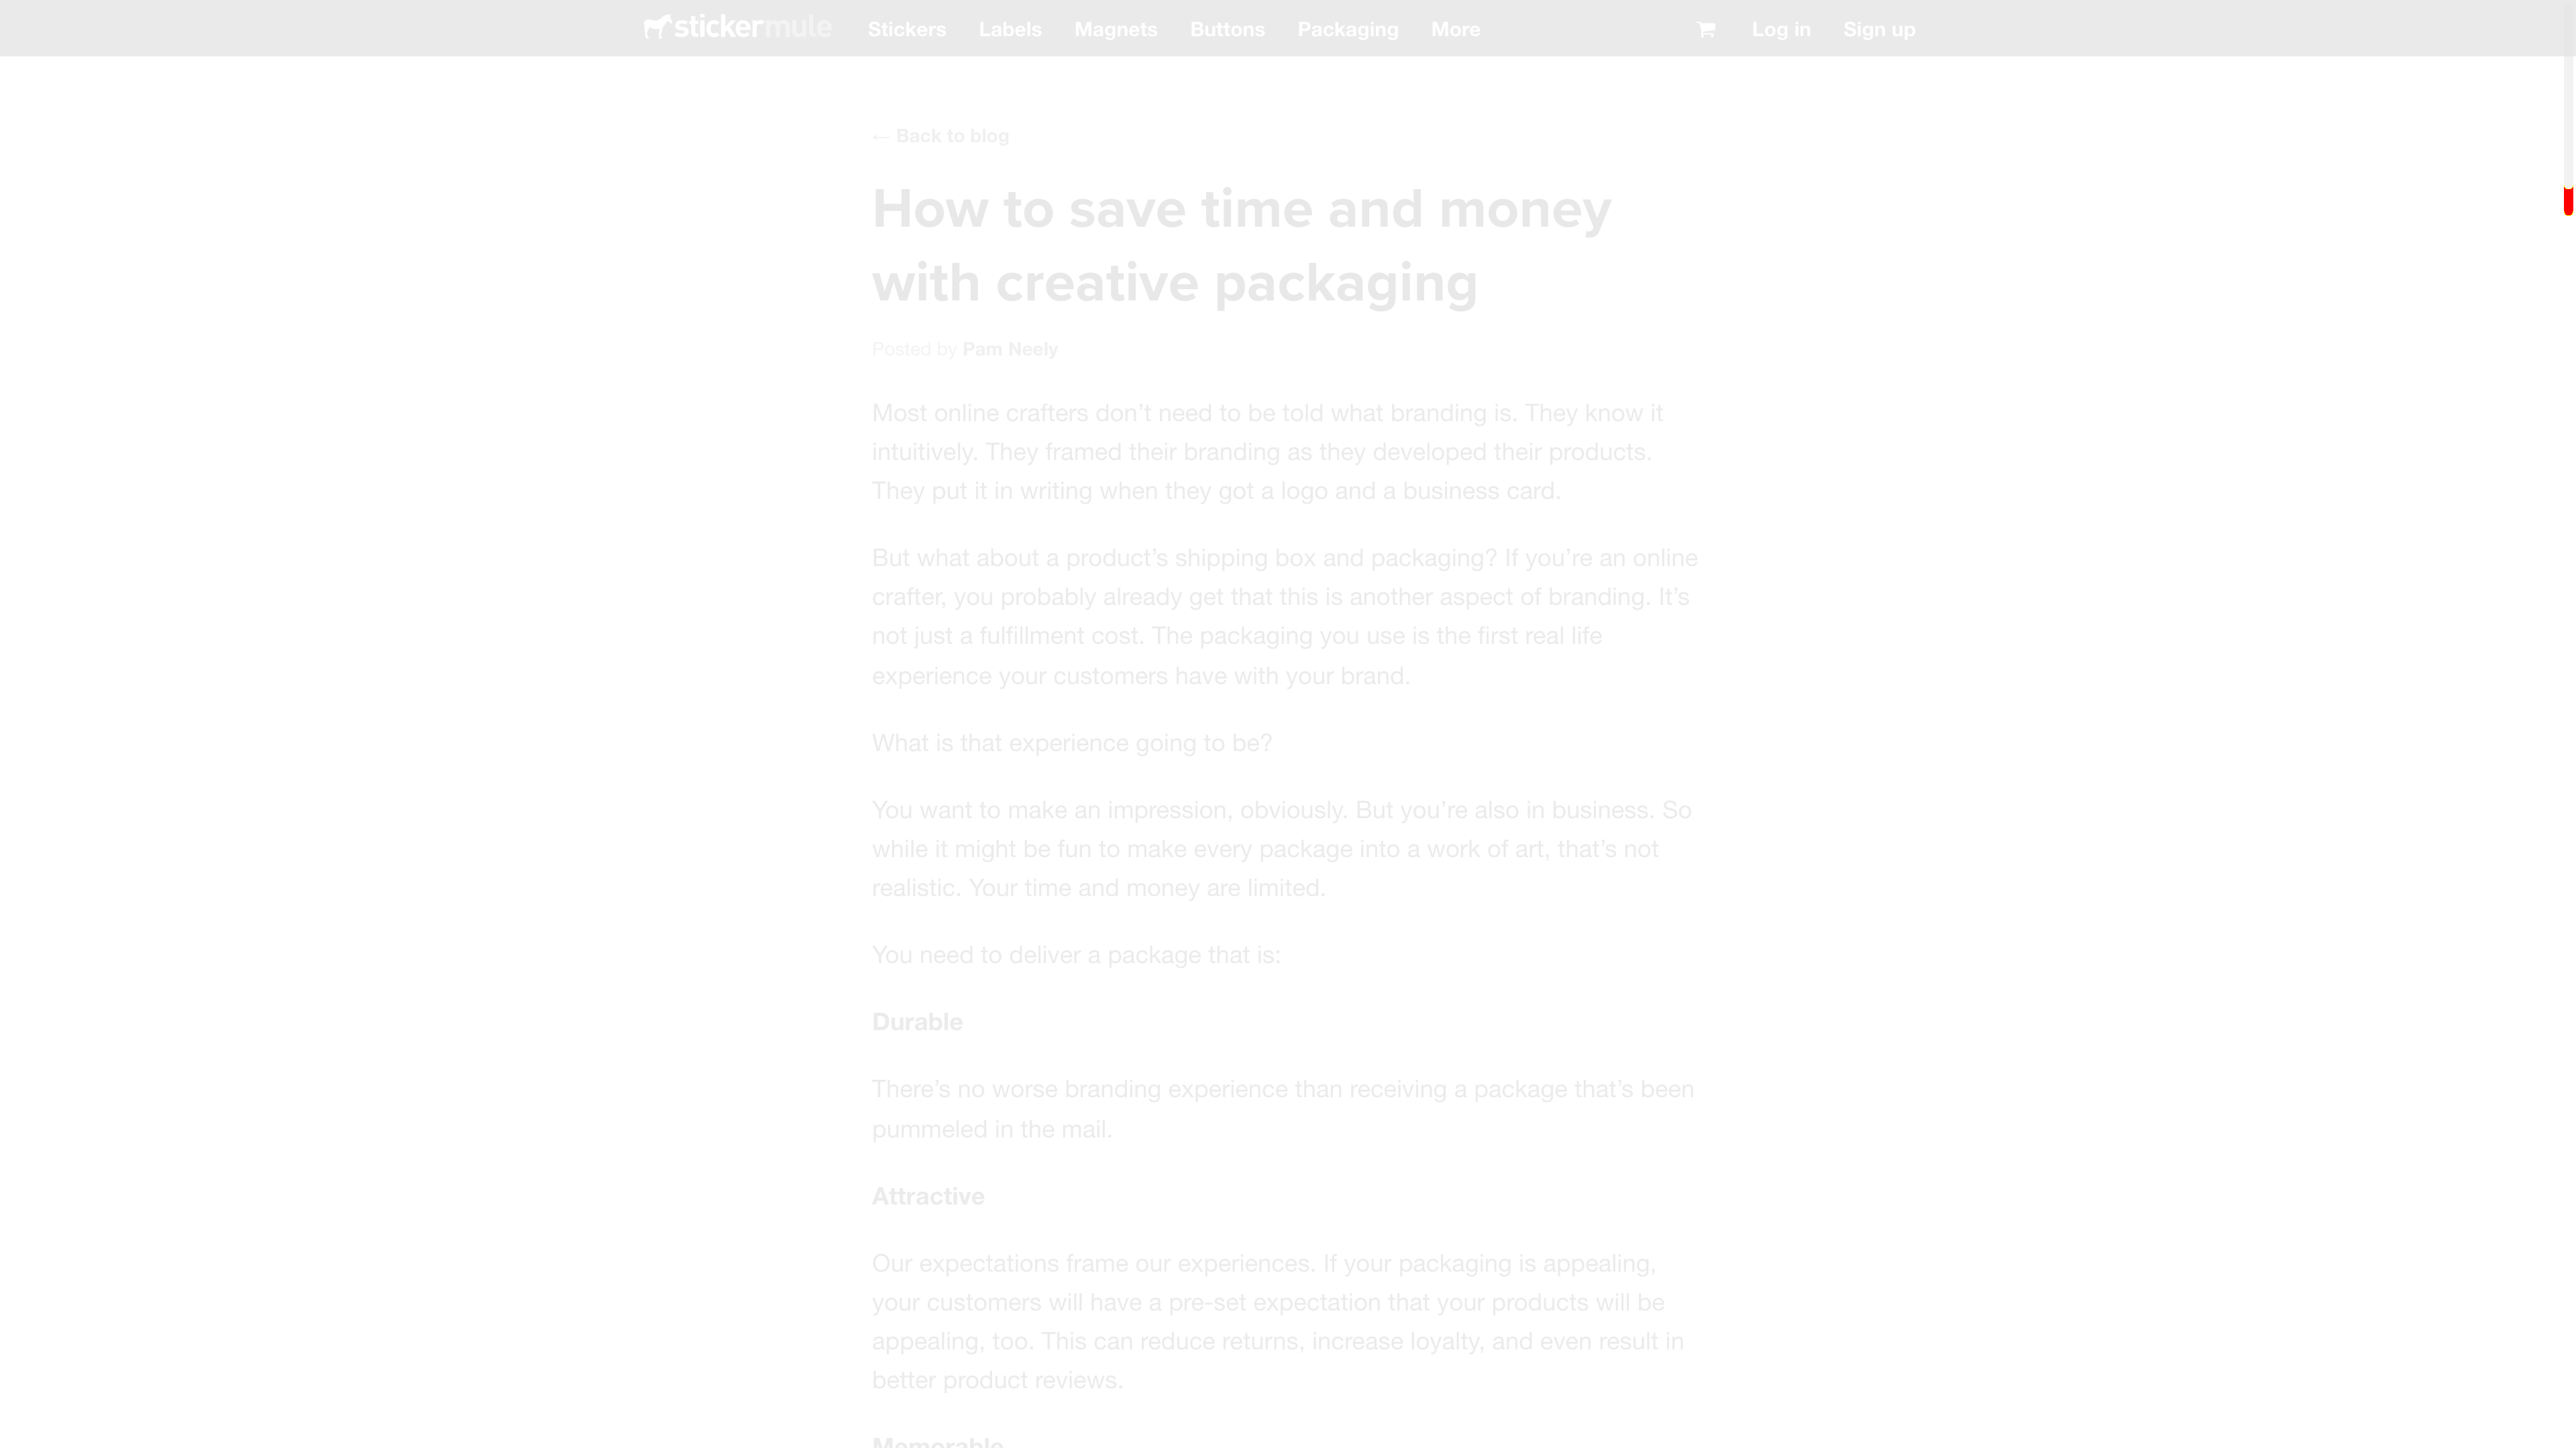 stickermule Stickers Labels Magnets Buttons Packaging More Log in Sign up
← Back to blog
How to save time and money
with creative packaging
Posted by Pam Neely
Most online crafters don’t need to be told what branding is. They know it
intuitively. They framed their branding as they developed their products.
They put it in writing when they got a logo and a business card.
But what about a product’s shipping box and packaging? If you’re an online
crafter, you probably already get that this is another aspect of branding. It’s
not just a fulfillment cost. The packaging you use is the first real life
experience your customers have with your brand.
What is that experience going to be?
You want to make an impression, obviously. But you’re also in business. So
while it might be fun to make every package into a work of art, that’s not
realistic. Your time and money are limited.
You need to deliver a package that is:
Durable
There’s no worse branding experience than receiving a package that’s been
pummeled in the mail.
Attractive
Our expectations frame our experiences. If your packaging is appealing,
your customers will have a pre-set expectation that your products will be
appealing, too. This can reduce returns, increase loyalty, and even result in
better product reviews.
Memorable